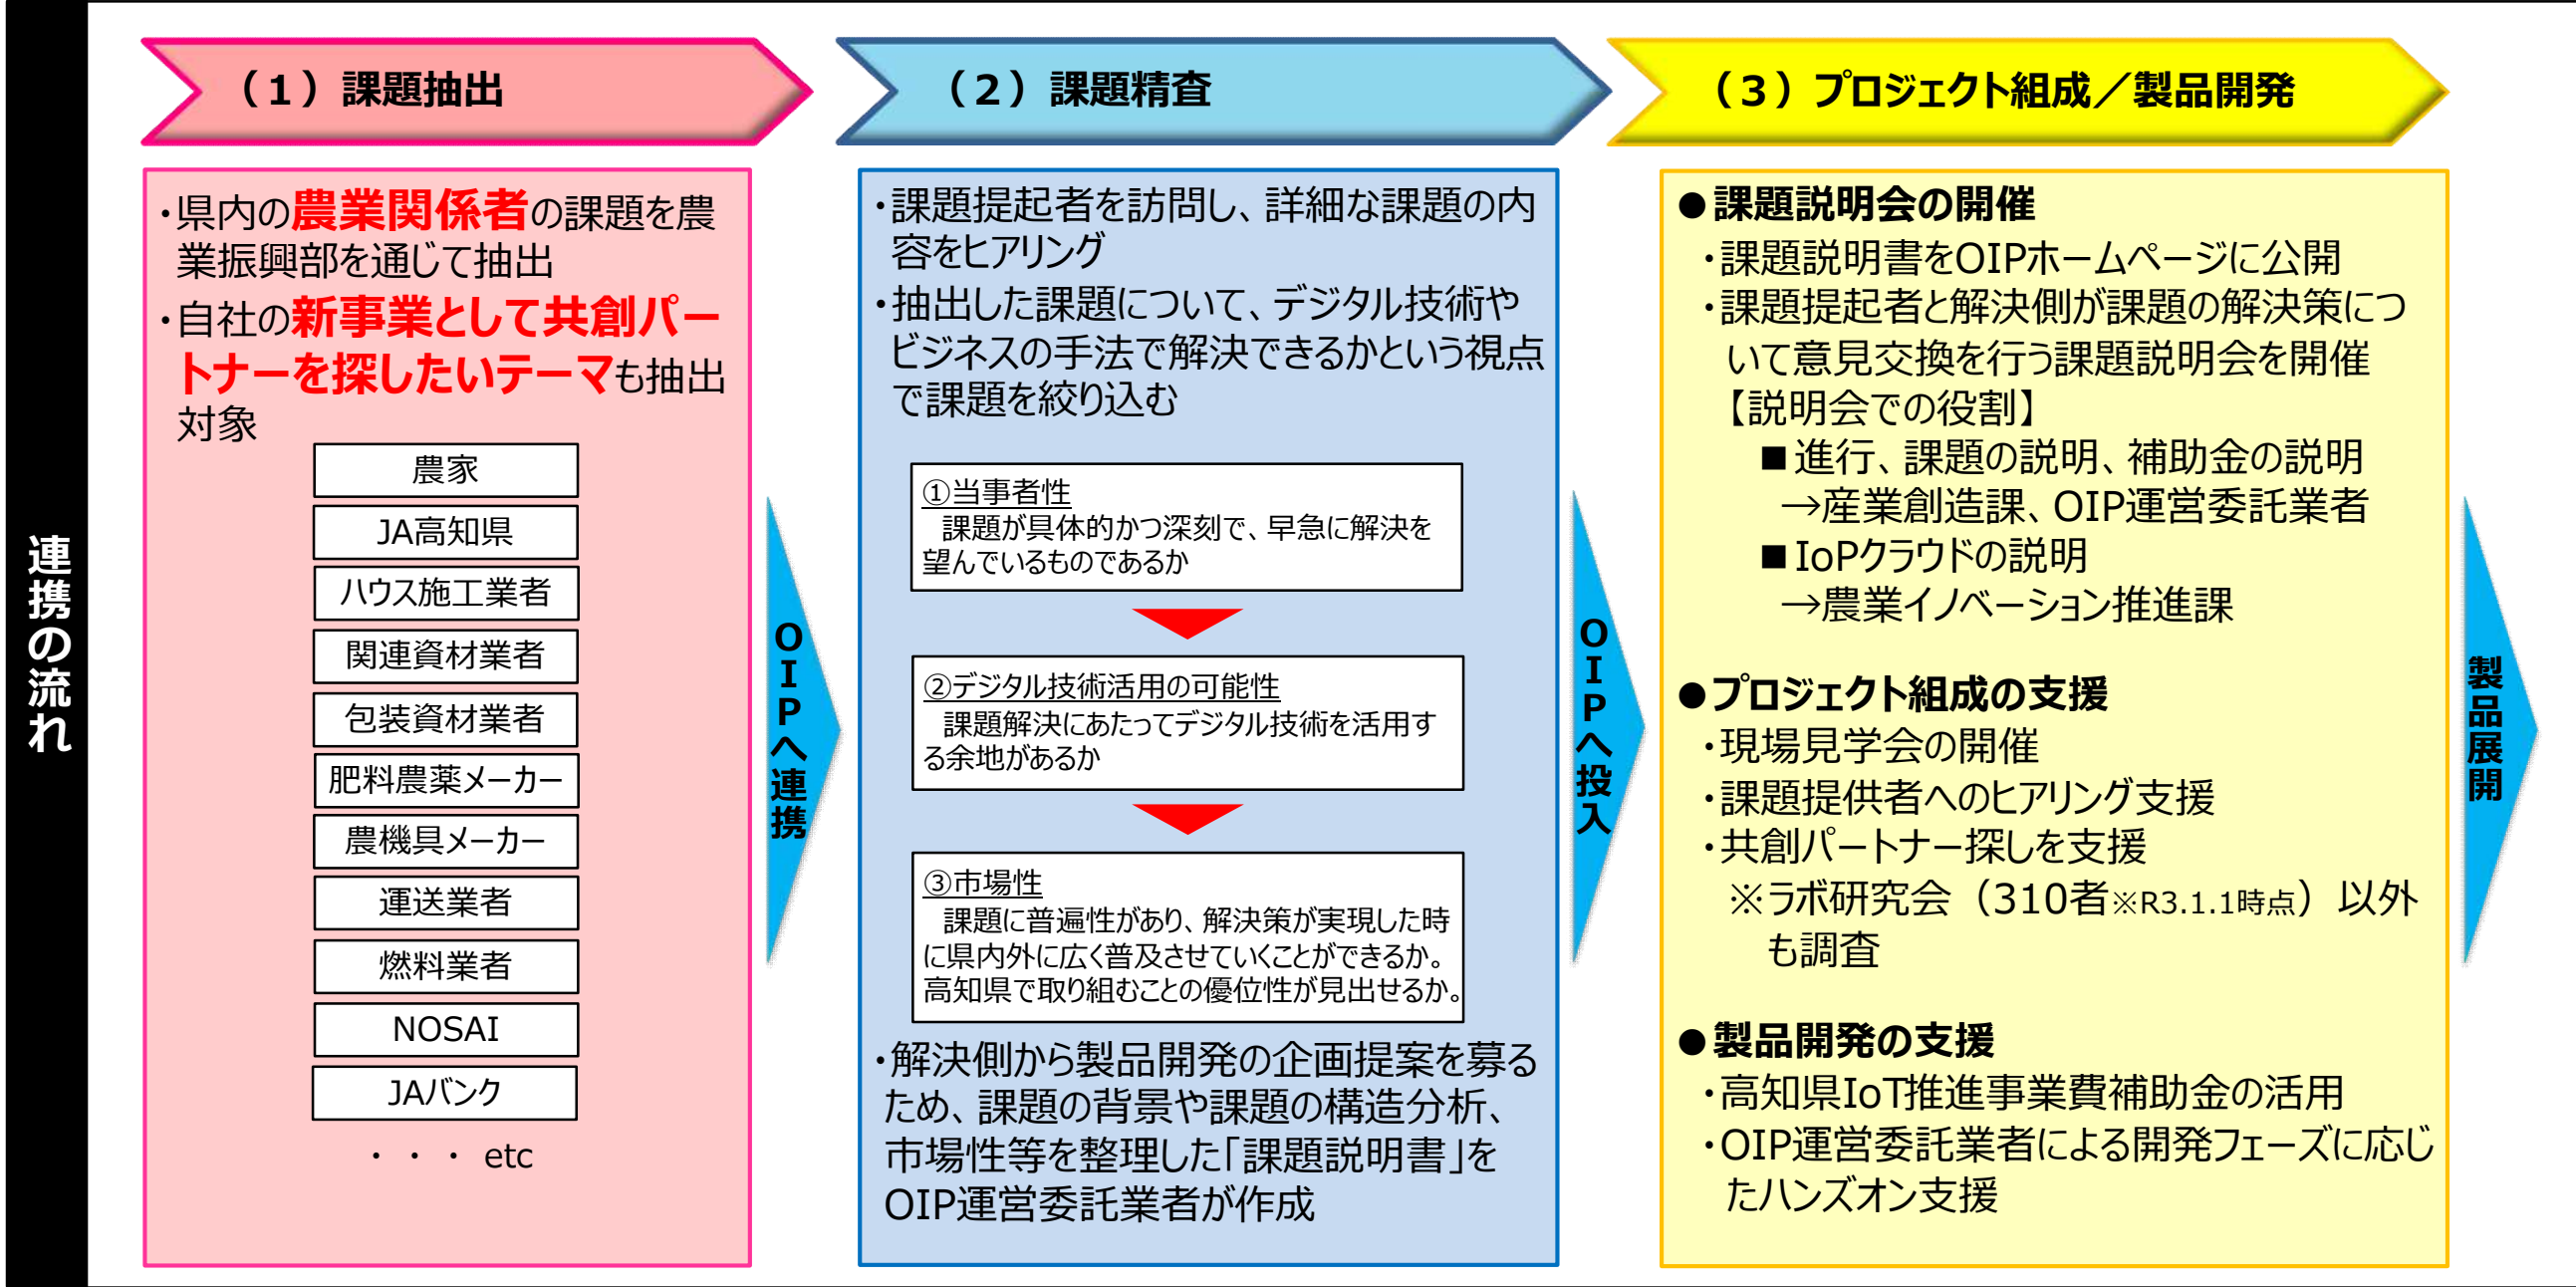 連携の流れ
（１）課題抽出
・県内の農業関係者の課題を農
業振興部を通じて抽出
・自社の新事業として共創パー
トナーを探したいテーマも抽出
対象
農家
JA高知県
ハウス施工業者
関連資材業者
包装資材業者
肥料農薬メーカー
農機具メーカー
運送業者
燃料業者
NOSAI
JAバンク
・・・ etc
OIPへ連携
（２）課題精査
・課題提起者を訪問し、詳細な課題の内
容をヒアリング
・抽出した課題について、デジタル技術や
ビジネスの手法で解決できるかという視点
で課題を絞り込む
①当事者性
課題が具体的かつ深刻で、早急に解決を
望んでいるものであるか
②デジタル技術活用の可能性
課題解決にあたってデジタル技術を活用す
る余地があるか
③市場性
課題に普遍性があり、解決策が実現した時
に県内外に広く普及させていくことができるか。
高知県で取り組むことの優位性が見出せるか。
・解決側から製品開発の企画提案を募る
ため、課題の背景や課題の構造分析、
市場性等を整理した「課題説明書」を
OIP運営委託業者が作成
OIPへ投入
（３）プロジェクト組成／製品開発
●課題説明会の開催
・課題説明書をOIPホームページに公開
・課題提起者と解決側が課題の解決策につ
いて意見交換を行う課題説明会を開催
【説明会での役割】
■進行、課題の説明、補助金の説明
→産業創造課、OIP運営委託業者
■IoPクラウドの説明
→農業イノベーション推進課
●プロジェクト組成の支援
・現場見学会の開催
・課題提供者へのヒアリング支援
・共創パートナー探しを支援
※ラボ研究会（310者※R3.1.1時点）以外
も調査
●製品開発の支援
・高知県IoT推進事業費補助金の活用
・OIP運営委託業者による開発フェーズに応じ
たハンズオン支援
製品展開